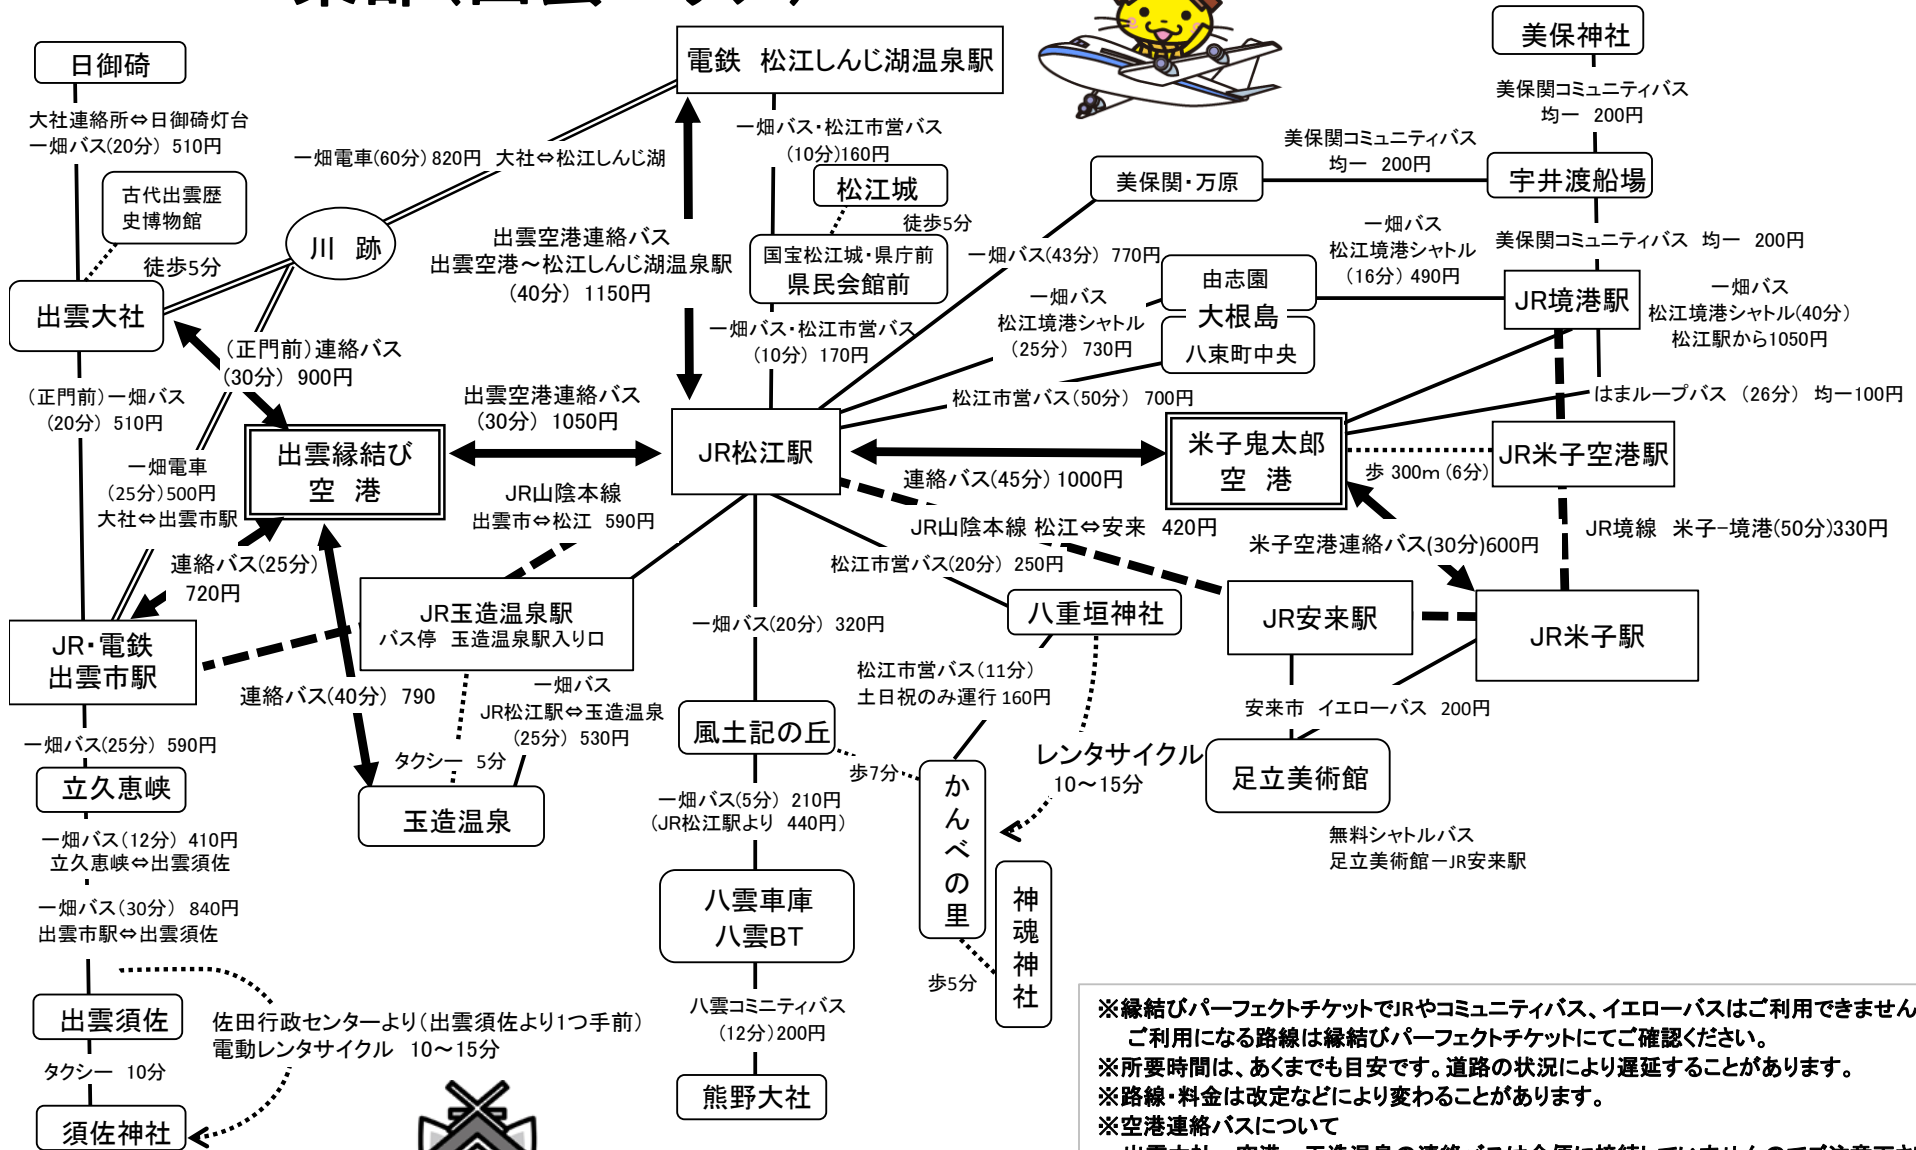 日御碕
大社連絡所⇔日御碕灯台
一畑バス(20分) 510円
古代出雲歴
史博物館
徒歩5分
出雲大社
川 跡
一畑電車(60分) 820円 大社⇔松江しんじ湖
電鉄 松江しんじ湖温泉駅
一畑バス・松江市営バス
(10分)160円
松江城
徒歩5分
国宝松江城・県庁前
県民会館前
一畑バス・松江市営バス
(10分) 170円
出雲空港連絡バス
出雲空港～松江しんじ湖温泉駅
(40分) 1150円
(正門前)連絡バス
(30分) 900円
(正門前)一畑バス
(20分) 510円
一畑電車
(25分)500円
大社⇔出雲市駅
出雲縁結び
空 港
出雲空港連絡バス
(30分) 1050円
JR松江駅
連絡バス(25分)
720円
JR・電鉄
出雲市駅
JR山陰本線
出雲市⇔松江 590円
JR玉造温泉駅
バス停 玉造温泉駅入り口
連絡バス(40分) 790
一畑バス
JR松江駅⇔玉造温泉
(25分) 530円
タクシー 5分
玉造温泉
一畑バス(25分) 590円
立久恵峡
一畑バス(12分) 410円
立久恵峡⇔出雲須佐
一畑バス(30分) 840円
出雲市駅⇔出雲須佐
出雲須佐
佐田行政センターより(出雲須佐より1つ手前)
電動レンタサイクル 10～15分
タクシー 10分
須佐神社
一畑バス(20分) 320円
風土記の丘
歩7分
一畑バス(5分) 210円
(JR松江駅より 440円)
八雲車庫
八雲BT
八雲コミニティバス
(12分)200円
熊野大社
松江市営バス(20分) 250円
八重垣神社
松江市営バス(11分)
土日祝のみ運行 160円
レンタサイクル
10～15分
かんべの里
歩5分
神魂神社
美保神社
美保関コミュニティバス
均一 200円
美保関コミュニティバス
均一 200円
美保関・万原
宇井渡船場
一畑バス(43分) 770円
美保関コミュニティバス 均一 200円
一畑バス
松江境港シャトル
(16分) 490円
由志園
大根島
八束町中央
一畑バス
松江境港シャトル
(25分) 730円
松江市営バス(50分) 700円
JR境港駅
一畑バス
松江境港シャトル(40分)
松江駅から1050円
はまループバス (26分) 均一100円
米子鬼太郎
空 港
連絡バス(45分) 1000円
歩 300m (6分)
JR米子空港駅
JR境線 米子-境港(50分)330円
米子空港連絡バス(30分)600円
JR山陰本線 松江⇔安来 420円
JR安来駅
JR米子駅
安来市 イエローバス 200円
足立美術館
無料シャトルバス
足立美術館－JR安来駅
※縁結びパーフェクトチケットでJRやコミュニティバス、イエローバスはご利用できません
ご利用になる路線は縁結びパーフェクトチケットにてご確認ください。
※所要時間は、あくまでも目安です。道路の状況により遅延することがあります。
※路線・料金は改定などにより変わることがあります。
※空港連絡バスについて